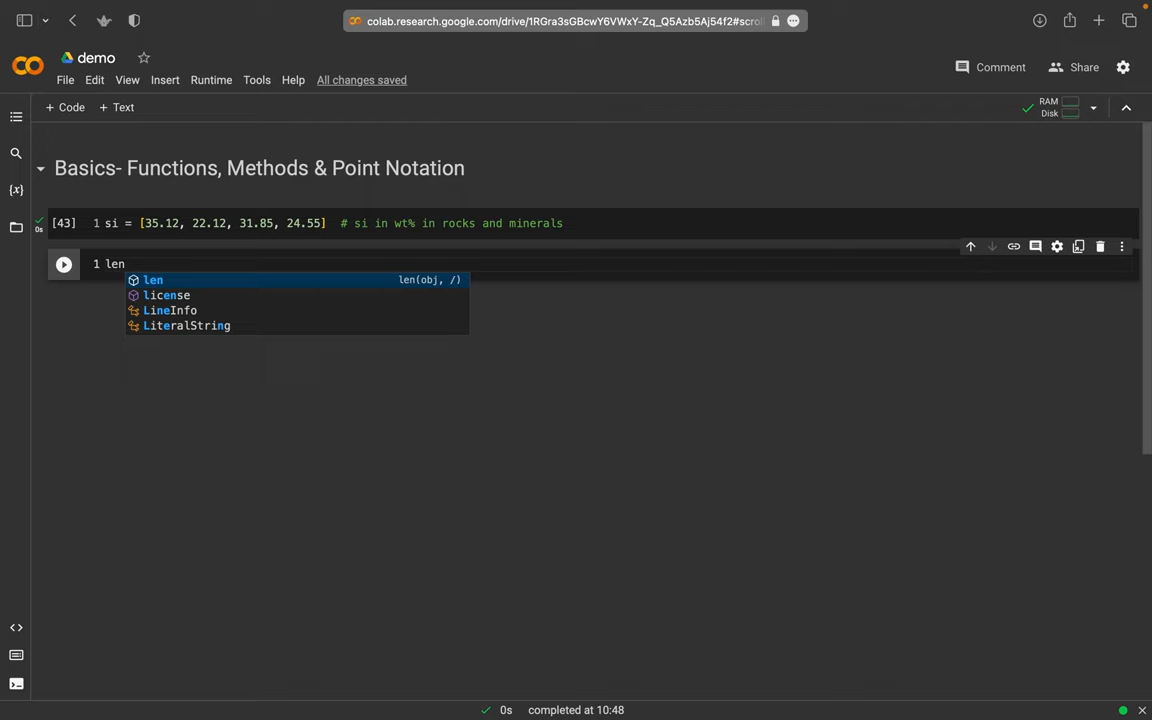 colab.research.google.com/drive/1RGra3sGBcwY6VWxY-Zq_Q5Azb5Aj54f2#scroll
demo
File Edit View Insert Runtime Tools Help All changes saved
Comment Share
+ Code + Text
RAM
Disk
Basics- Functions, Methods & Point Notation
0s [43] 1 si = [35.12, 22.12, 31.85, 24.55] # si in wt% in rocks and minerals
1 len
len len(obj, /)
license
LineInfo
LiteralString
{x}
0s completed at 10:48